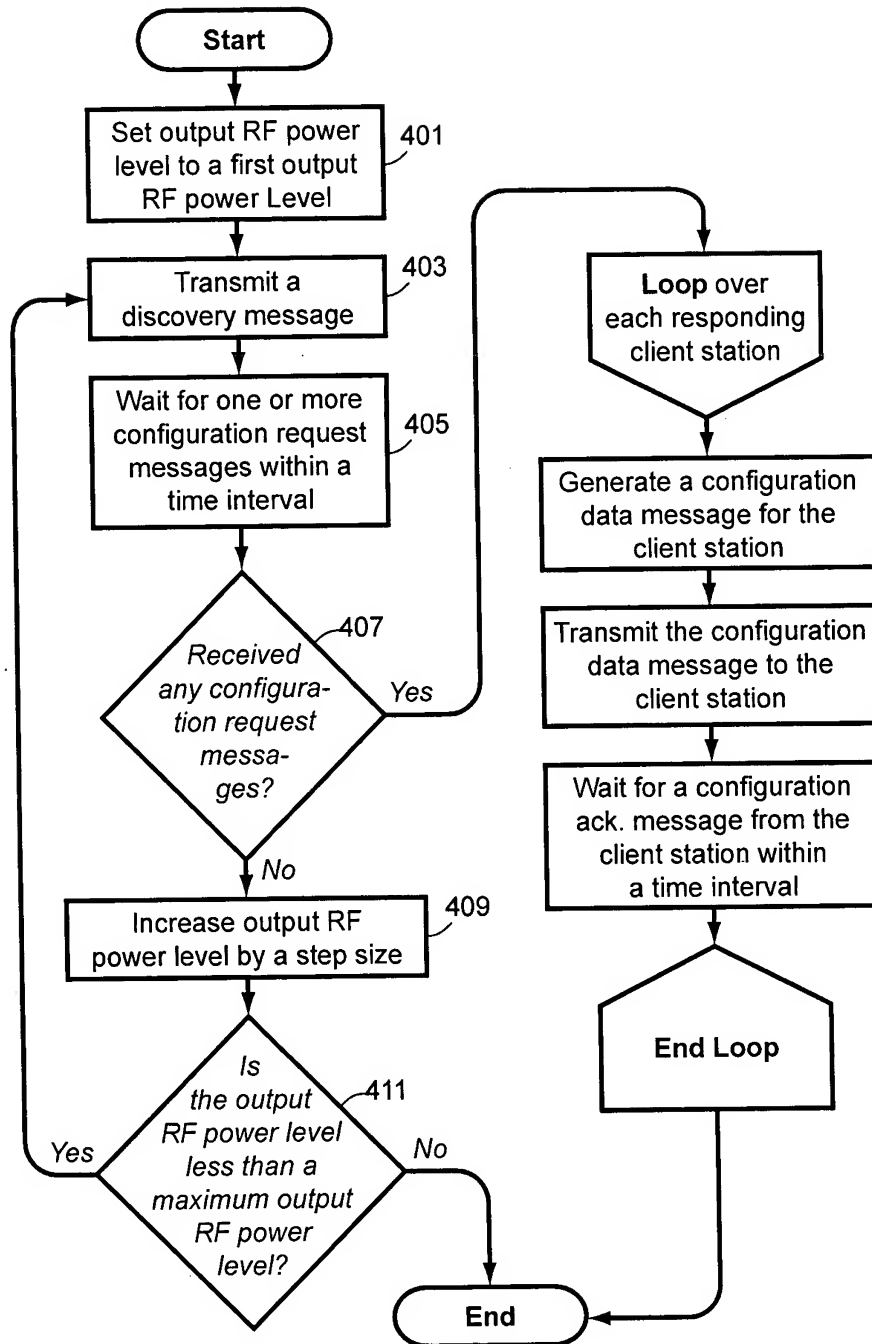 Start
Set output RF power
level to a first output
RF power Level
401
Transmit a
discovery message
403
Wait for one or more
configuration request
messages within a
time interval
405
Received
any configura-
tion request
messa-
ges?
407
Yes
No
Increase output RF
power level by a step size
409
Is
the output
RF power level
less than a
maximum output
RF power
level?
411
Yes
No
Loop over
each responding
client station
Generate a configuration
data message for the
client station
Transmit the configuration
data message to the
client station
Wait for a configuration
ack. message from the
client station within
a time interval
End Loop
End